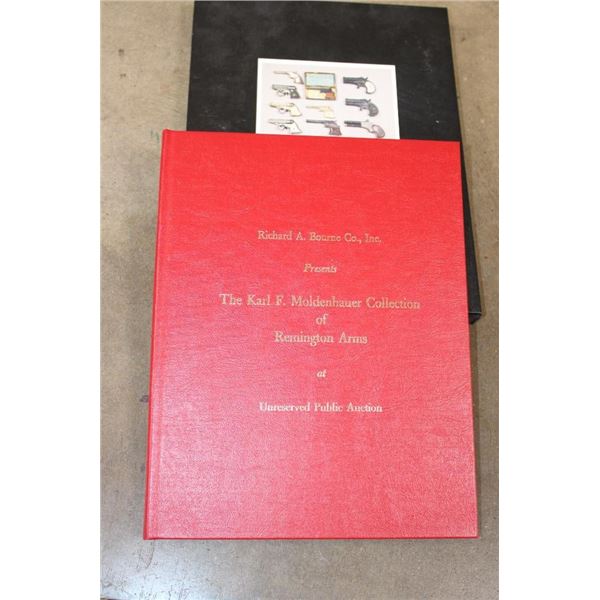 Richard A. Bourne Co., Inc.
Presents
The Karl F. Moldenhauer Collection
of
Remington Arms
at
Unreserved Public Auction